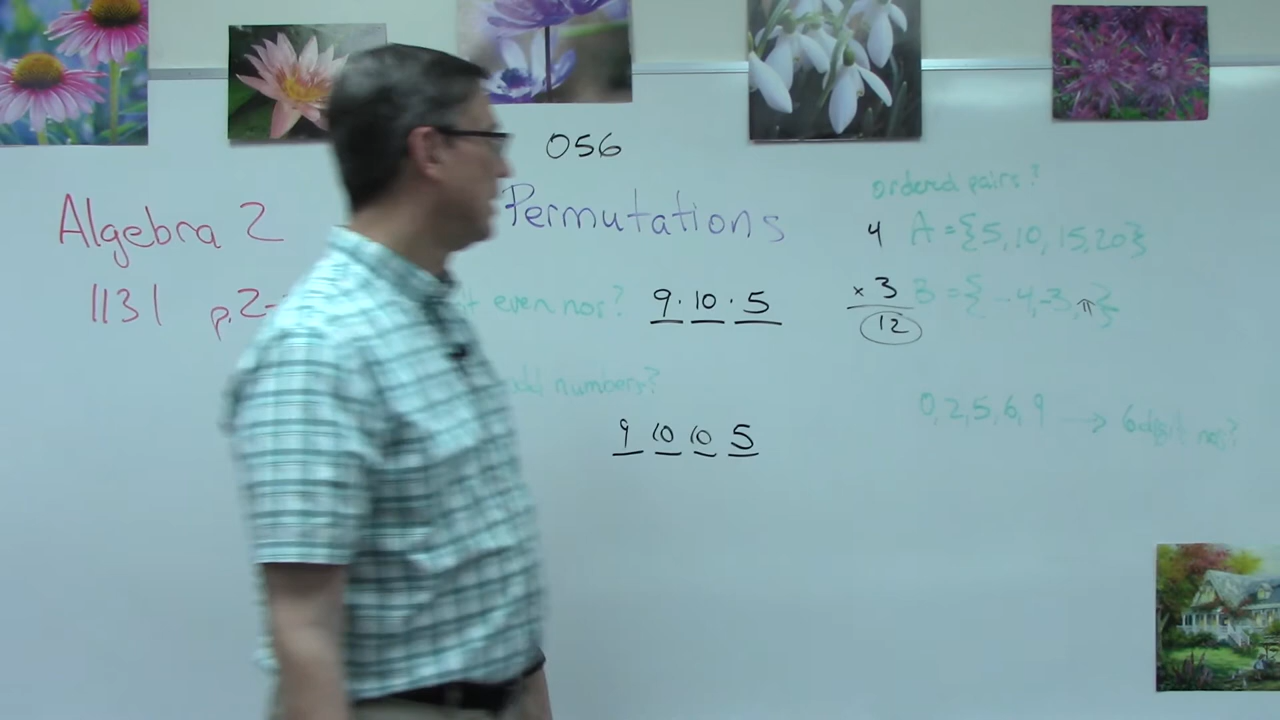 056
Algebra 2
Permutations
1131 p.2-
even nos? 9·10·5
odd numbers?
9 10 10 5
ordered pairs?
4 A={5,10,15,20}
× 3 B={-4,-3,π}
12
0,2,5,6,9 → 6 digit nos?